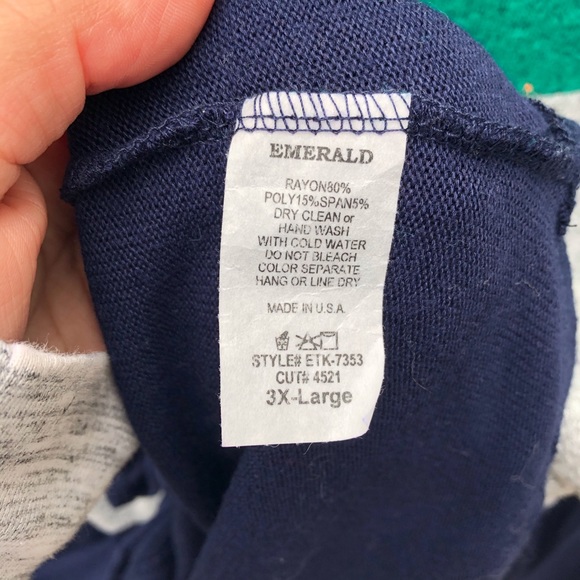 EMERALD
RAYON80%
POLY15%SPAN5%
DRY CLEAN or
HAND WASH
WITH COLD WATER
DO NOT BLEACH
COLOR SEPARATE
HANG OR LINE DRY
MADE IN U.S.A.
STYLE# ETK-7353
CUT# 4521
3X-Large